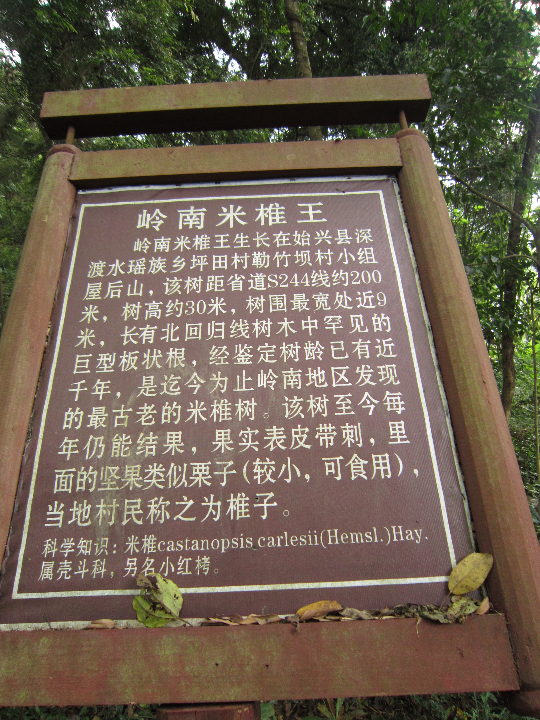 岭南米椎王
岭南米椎王生长在始兴县深
渡水瑶族乡坪田村勒竹坝村小组
屋后山，该树距省道S244线约200
米，树高约30米，树围最宽处近9
米，长有北回归线树木中罕见的
巨型板状根，经鉴定树龄已有近
千年，是迄今为止岭南地区发现
的最古老的米椎树。该树至今每
年仍能结果，果实表皮带刺，里
面的坚果类似栗子(较小，可食用)，
当地村民称之为椎子。
科学知识：米椎castanopsis carlesii(Hemsl.)Hay.
属壳斗科，另名小红栲。